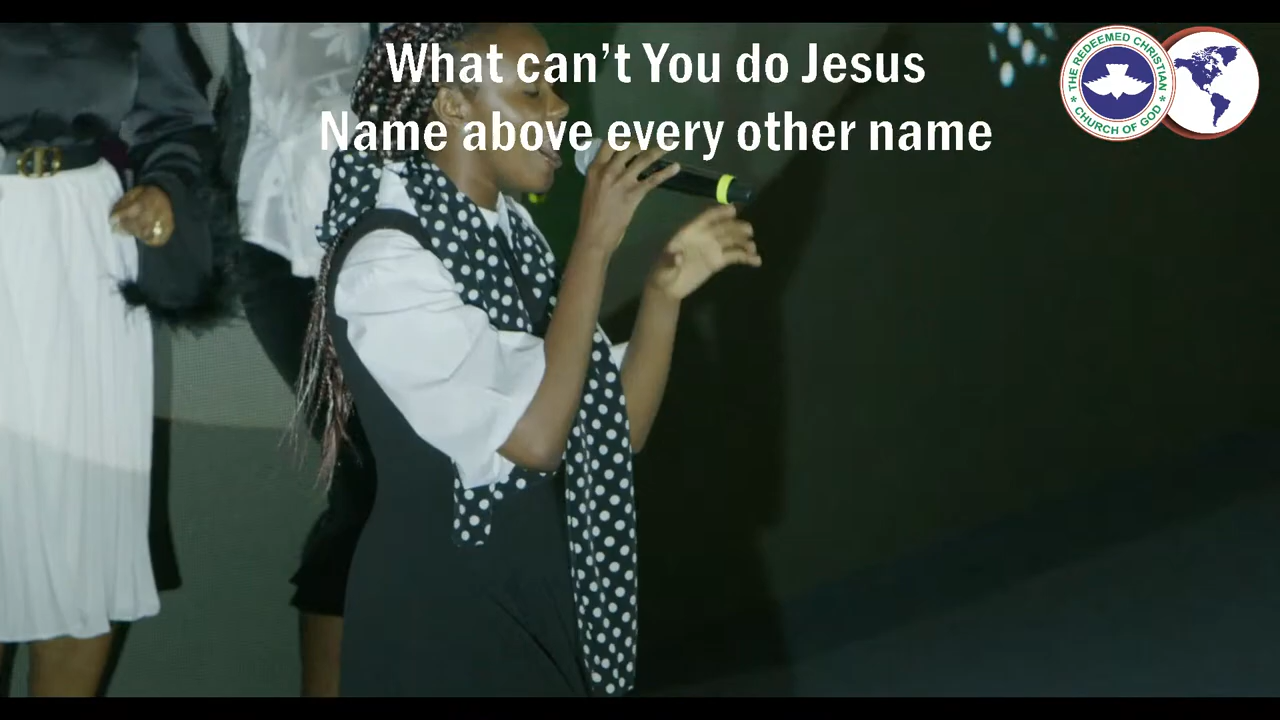 What can't You do Jesus
Name above every other name
THE REDEEMED CHRISTIAN
CHURCH OF GOD